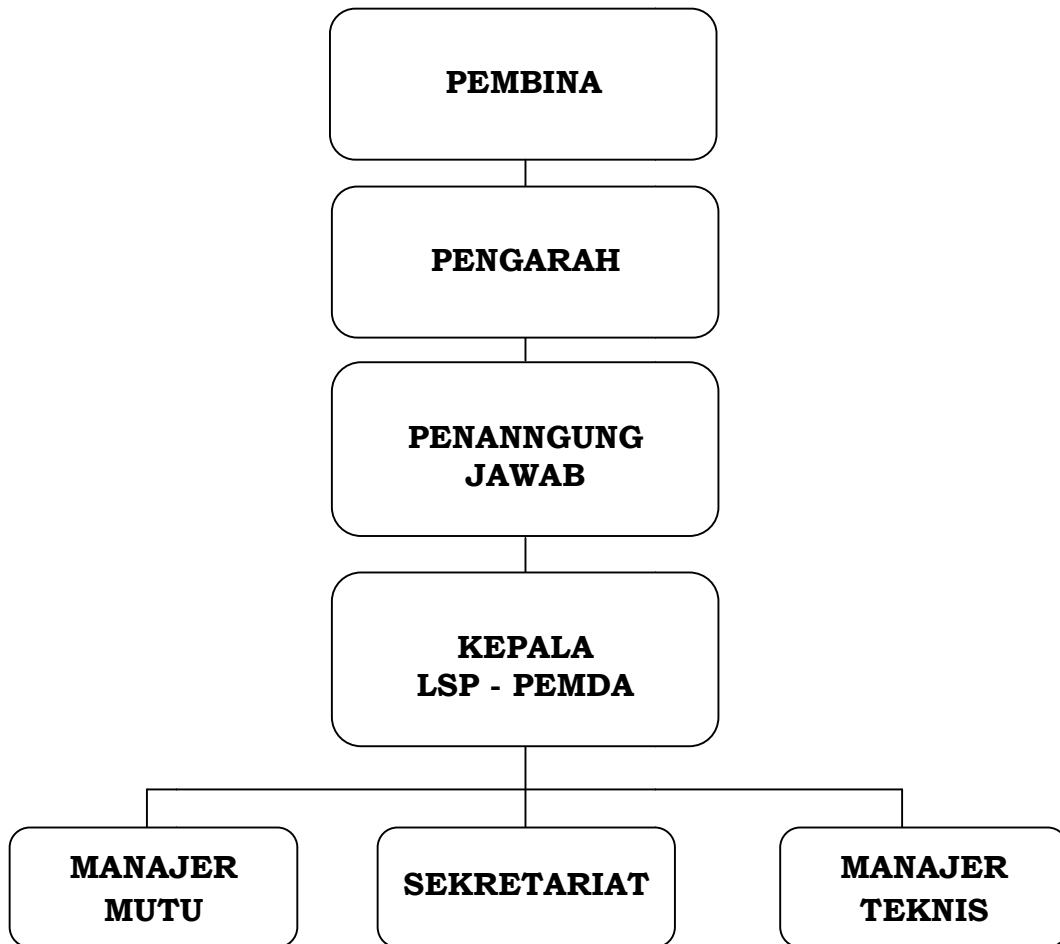 PEMBINA
PENGARAH
PENANNGUNG
JAWAB
KEPALA
LSP - PEMDA
MANAJER
MUTU
SEKRETARIAT
MANAJER
TEKNIS